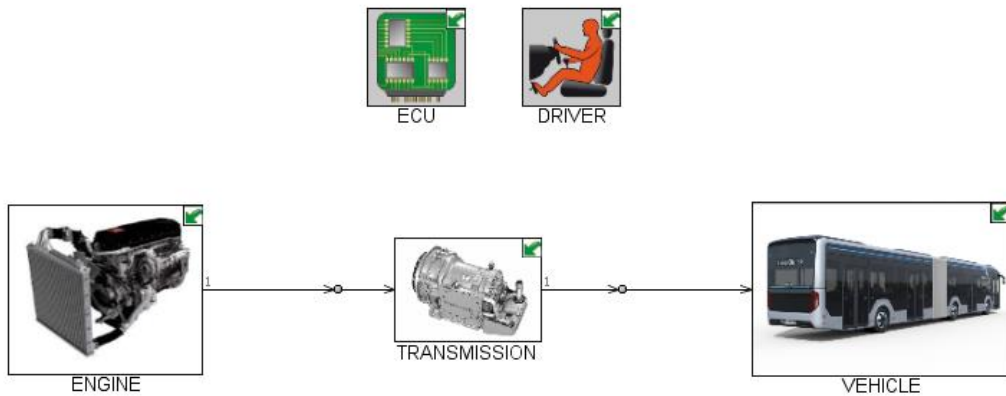 ECU
DRIVER
1
1
ENGINE
TRANSMISSION
VEHICLE